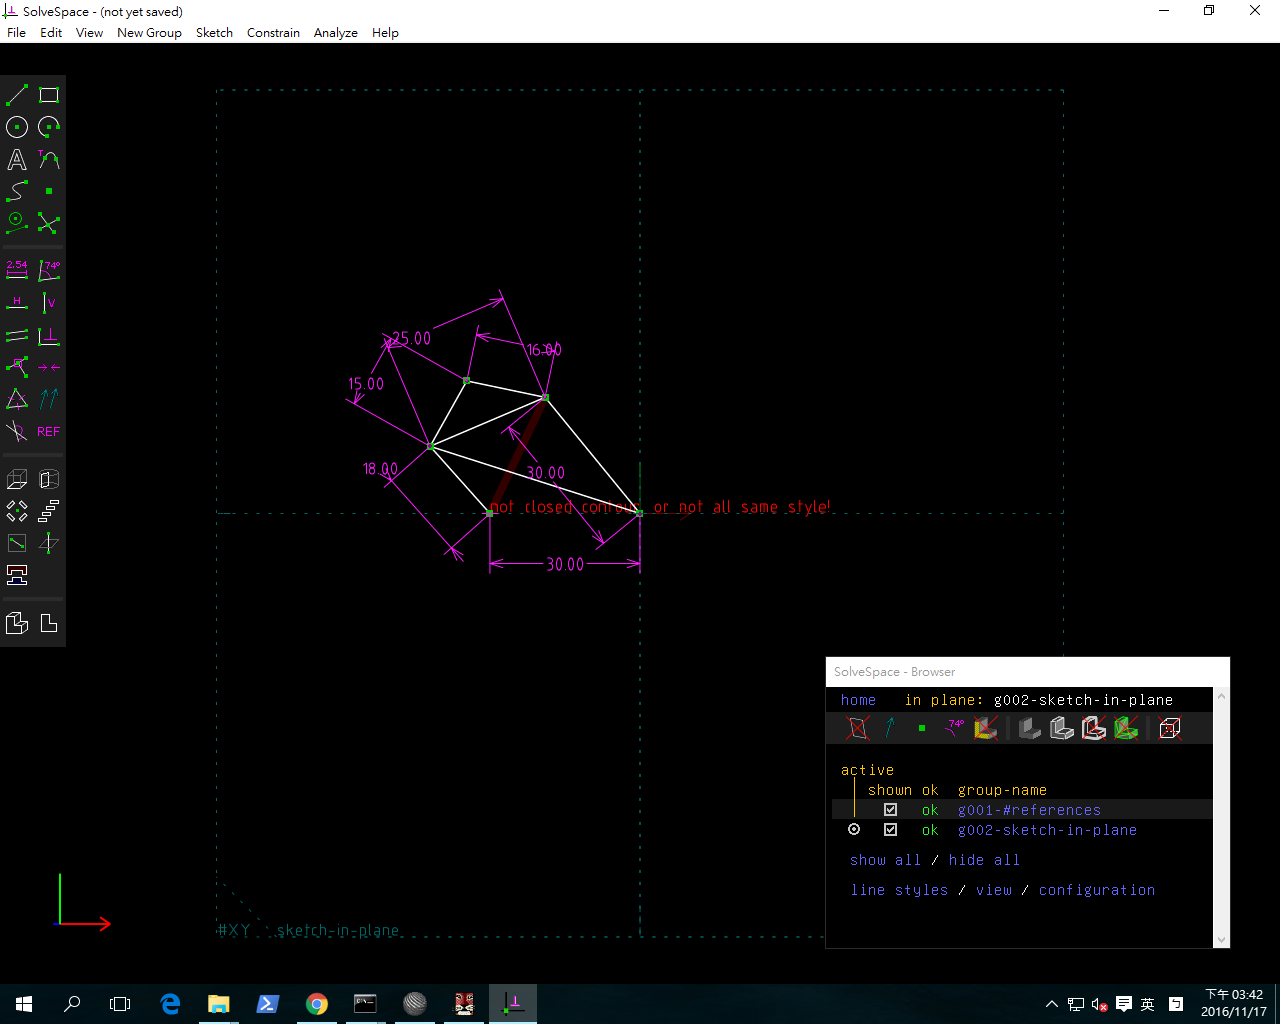 SolveSpace - (not yet saved)
File Edit View New Group Sketch Constrain Analyze Help
A T
2.54 74°
H V
REF
25.00
16.00
15.00
18.00
30.00
not closed contour, or not all same style!
30.00
#XY sketch-in-plane
SolveSpace - Browser
home in plane: g002-sketch-in-plane
74°
active
shown ok group-name
ok g001-#references
ok g002-sketch-in-plane
show all / hide all
line styles / view / configuration
英
下午 03:42
2016/11/17